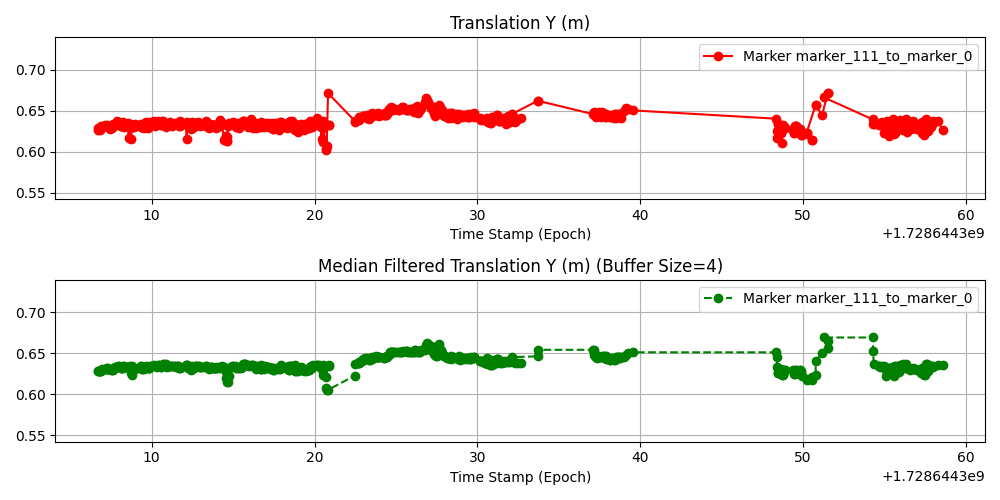 Translation Y (m)
Marker marker_111_to_marker_0
0.70
0.65
0.60
0.55
10 20 30 40 50 60
Time Stamp (Epoch)
+1.7286443e9
Median Filtered Translation Y (m) (Buffer Size=4)
Marker marker_111_to_marker_0
0.70
0.65
0.60
0.55
10 20 30 40 50 60
Time Stamp (Epoch)
+1.7286443e9